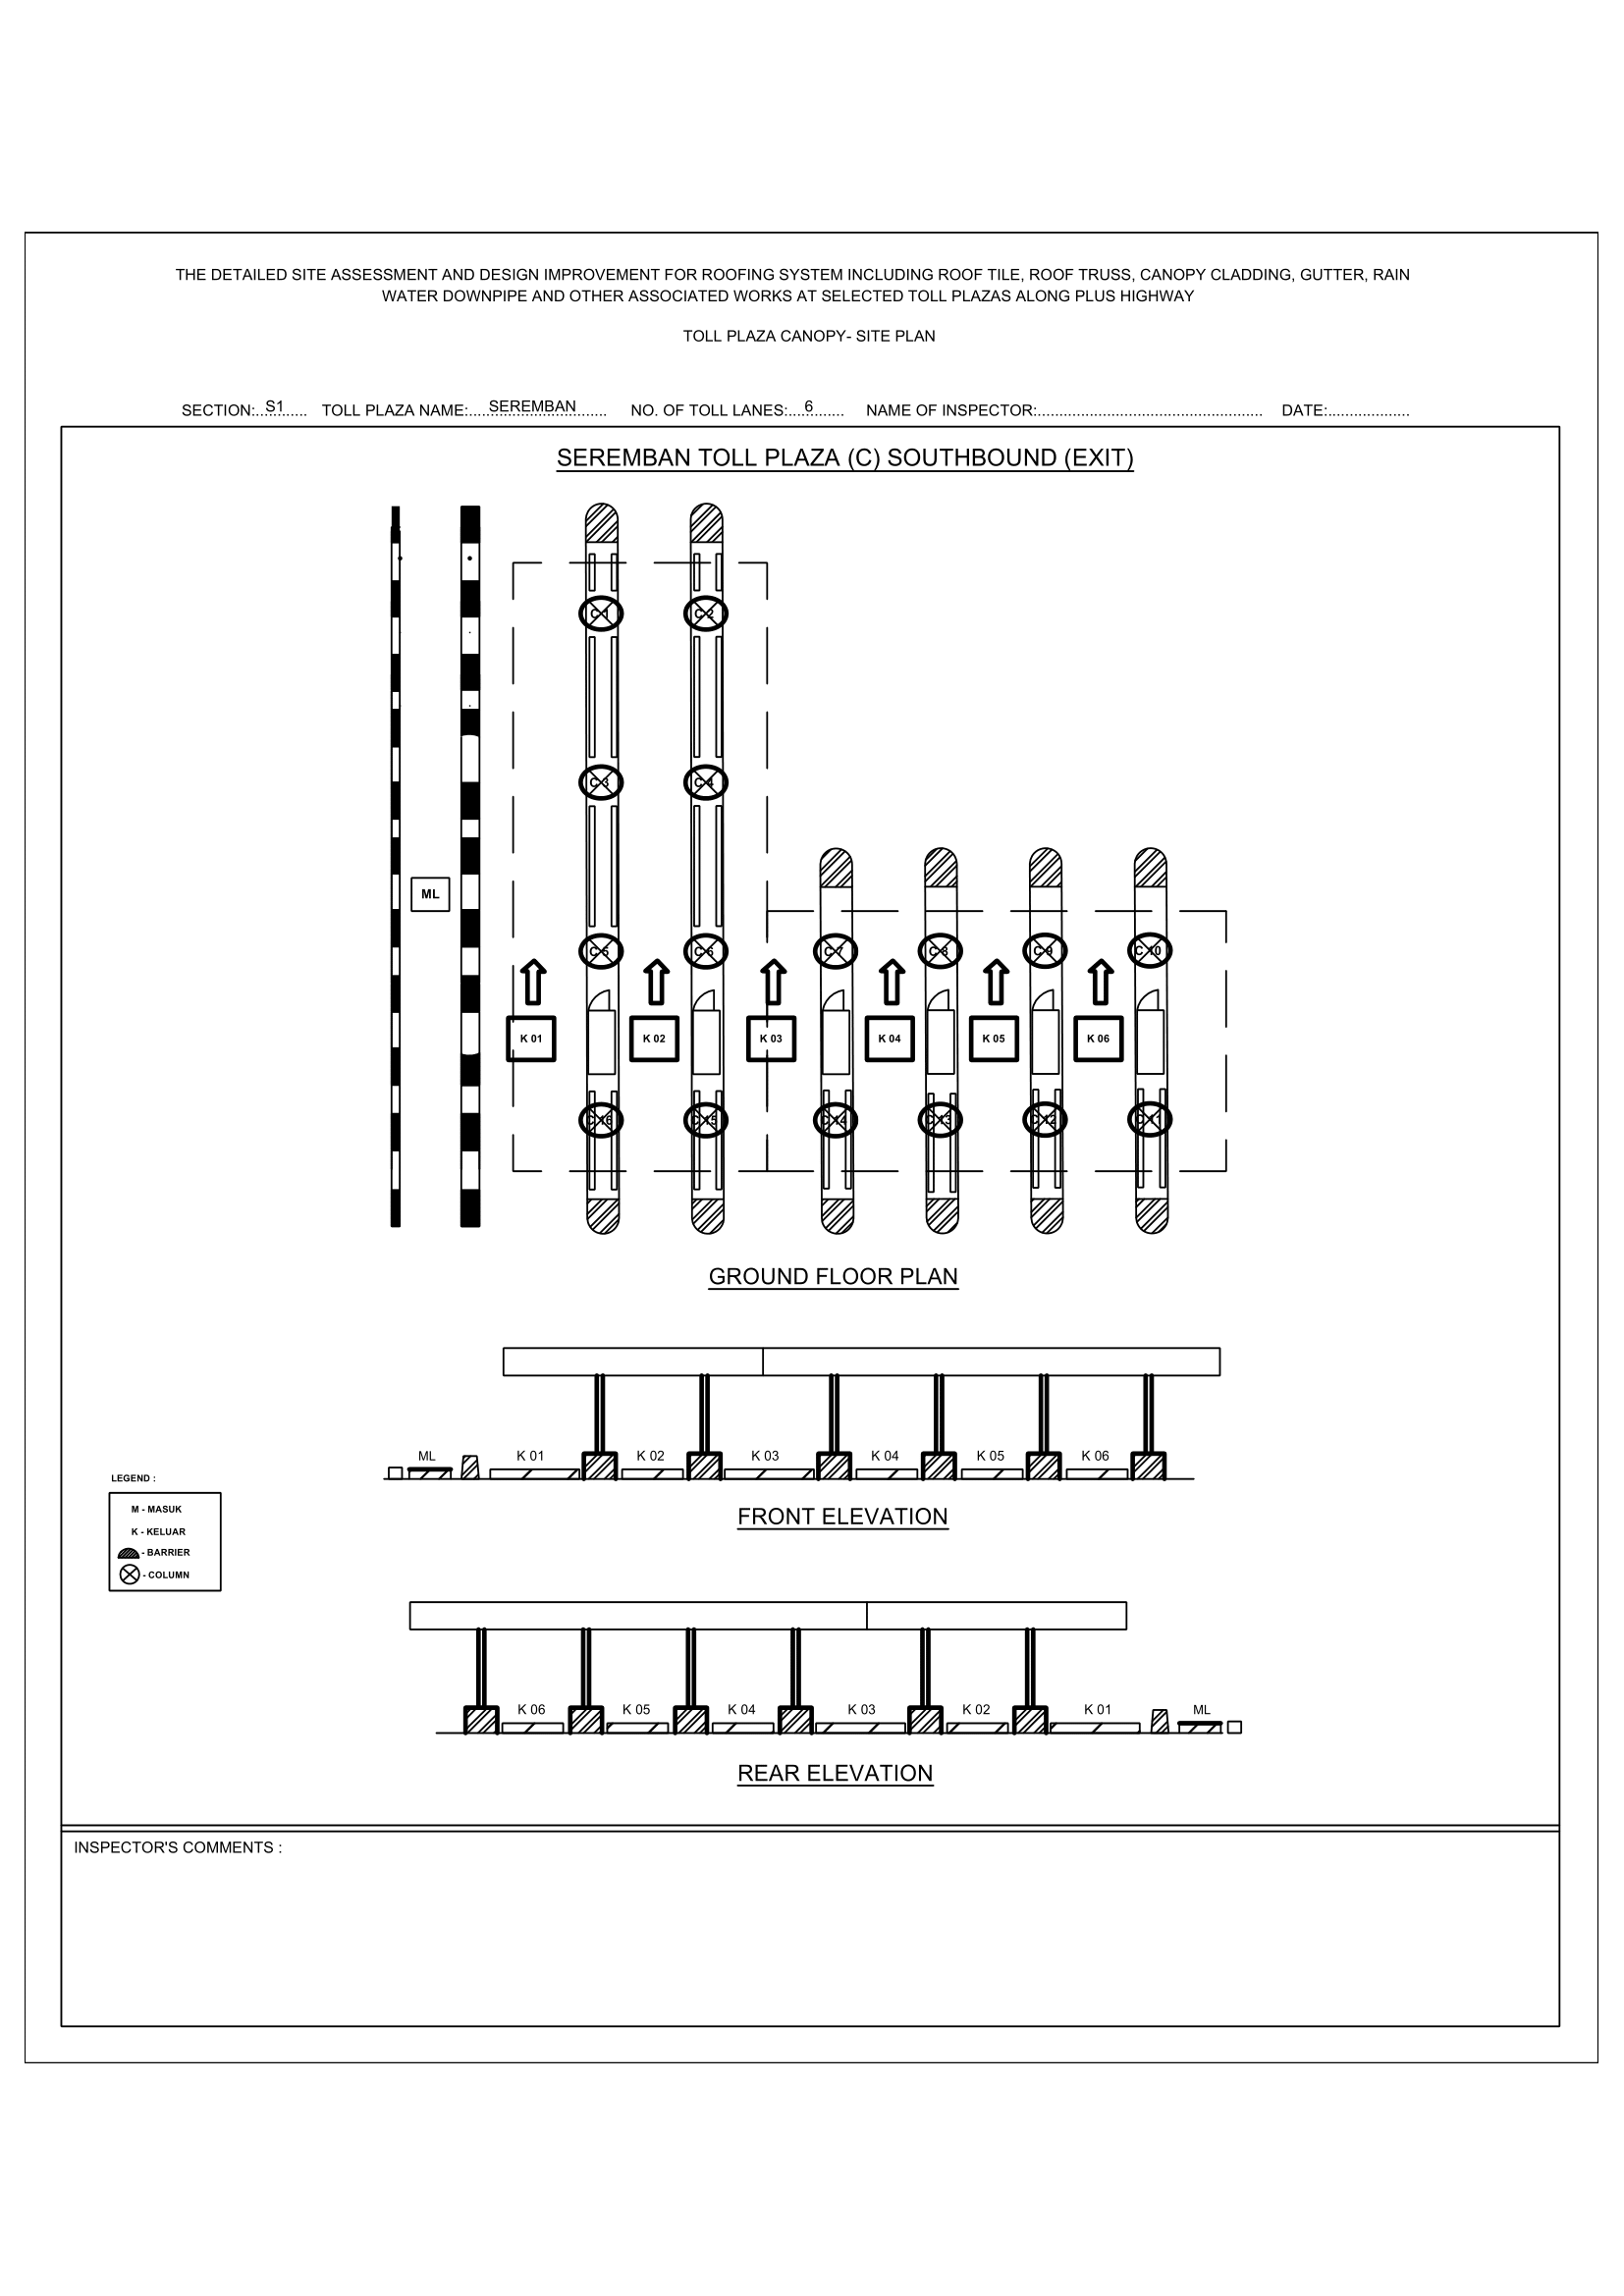 THE DETAILED SITE ASSESSMENT AND DESIGN IMPROVEMENT FOR ROOFING SYSTEM INCLUDING ROOF TILE, ROOF TRUSS, CANOPY CLADDING, GUTTER, RAIN
WATER DOWNPIPE AND OTHER ASSOCIATED WORKS AT SELECTED TOLL PLAZAS ALONG PLUS HIGHWAY
TOLL PLAZA CANOPY- SITE PLAN
SECTION:..S1.......... TOLL PLAZA NAME:.....SEREMBAN....... NO. OF TOLL LANES:....6....... NAME OF INSPECTOR:.................................................... DATE:...................
SEREMBAN TOLL PLAZA (C) SOUTHBOUND (EXIT)
C 1 C 2
C 3 C 4
ML
C 5 C 6 C 7 C 8 C 9 C 10
K 01 K 02 K 03 K 04 K 05 K 06
C 16 C 15 C 14 C 13 C 12 C 11
GROUND FLOOR PLAN
ML K 01 K 02 K 03 K 04 K 05 K 06
FRONT ELEVATION
LEGEND :
M - MASUK
K - KELUAR
- BARRIER
- COLUMN
K 06 K 05 K 04 K 03 K 02 K 01 ML
REAR ELEVATION
INSPECTOR'S COMMENTS :